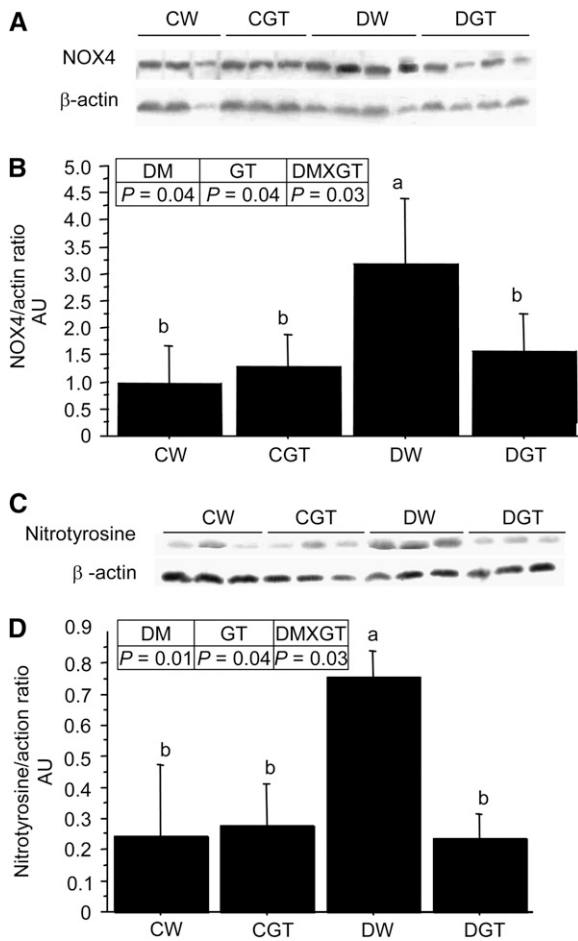 A
CW CGT DW DGT
NOX4
β-actin
B
DM GT DMXGT
P = 0.04 P = 0.04 P = 0.03
NOX4/actin ratio
AU
5.0
4.5
4.0
3.5
3.0
2.5
2.0
1.5
1.0
0.5
0
b
b
a
b
CW CGT DW DGT
C
CW CGT DW DGT
Nitrotyrosine
β -actin
D
DM GT DMXGT
P = 0.01 P = 0.04 P = 0.03
Nitrotyrosine/action ratio
AU
0.9
0.8
0.7
0.6
0.5
0.4
0.3
0.2
0.1
0
b
b
a
b
CW CGT DW DGT